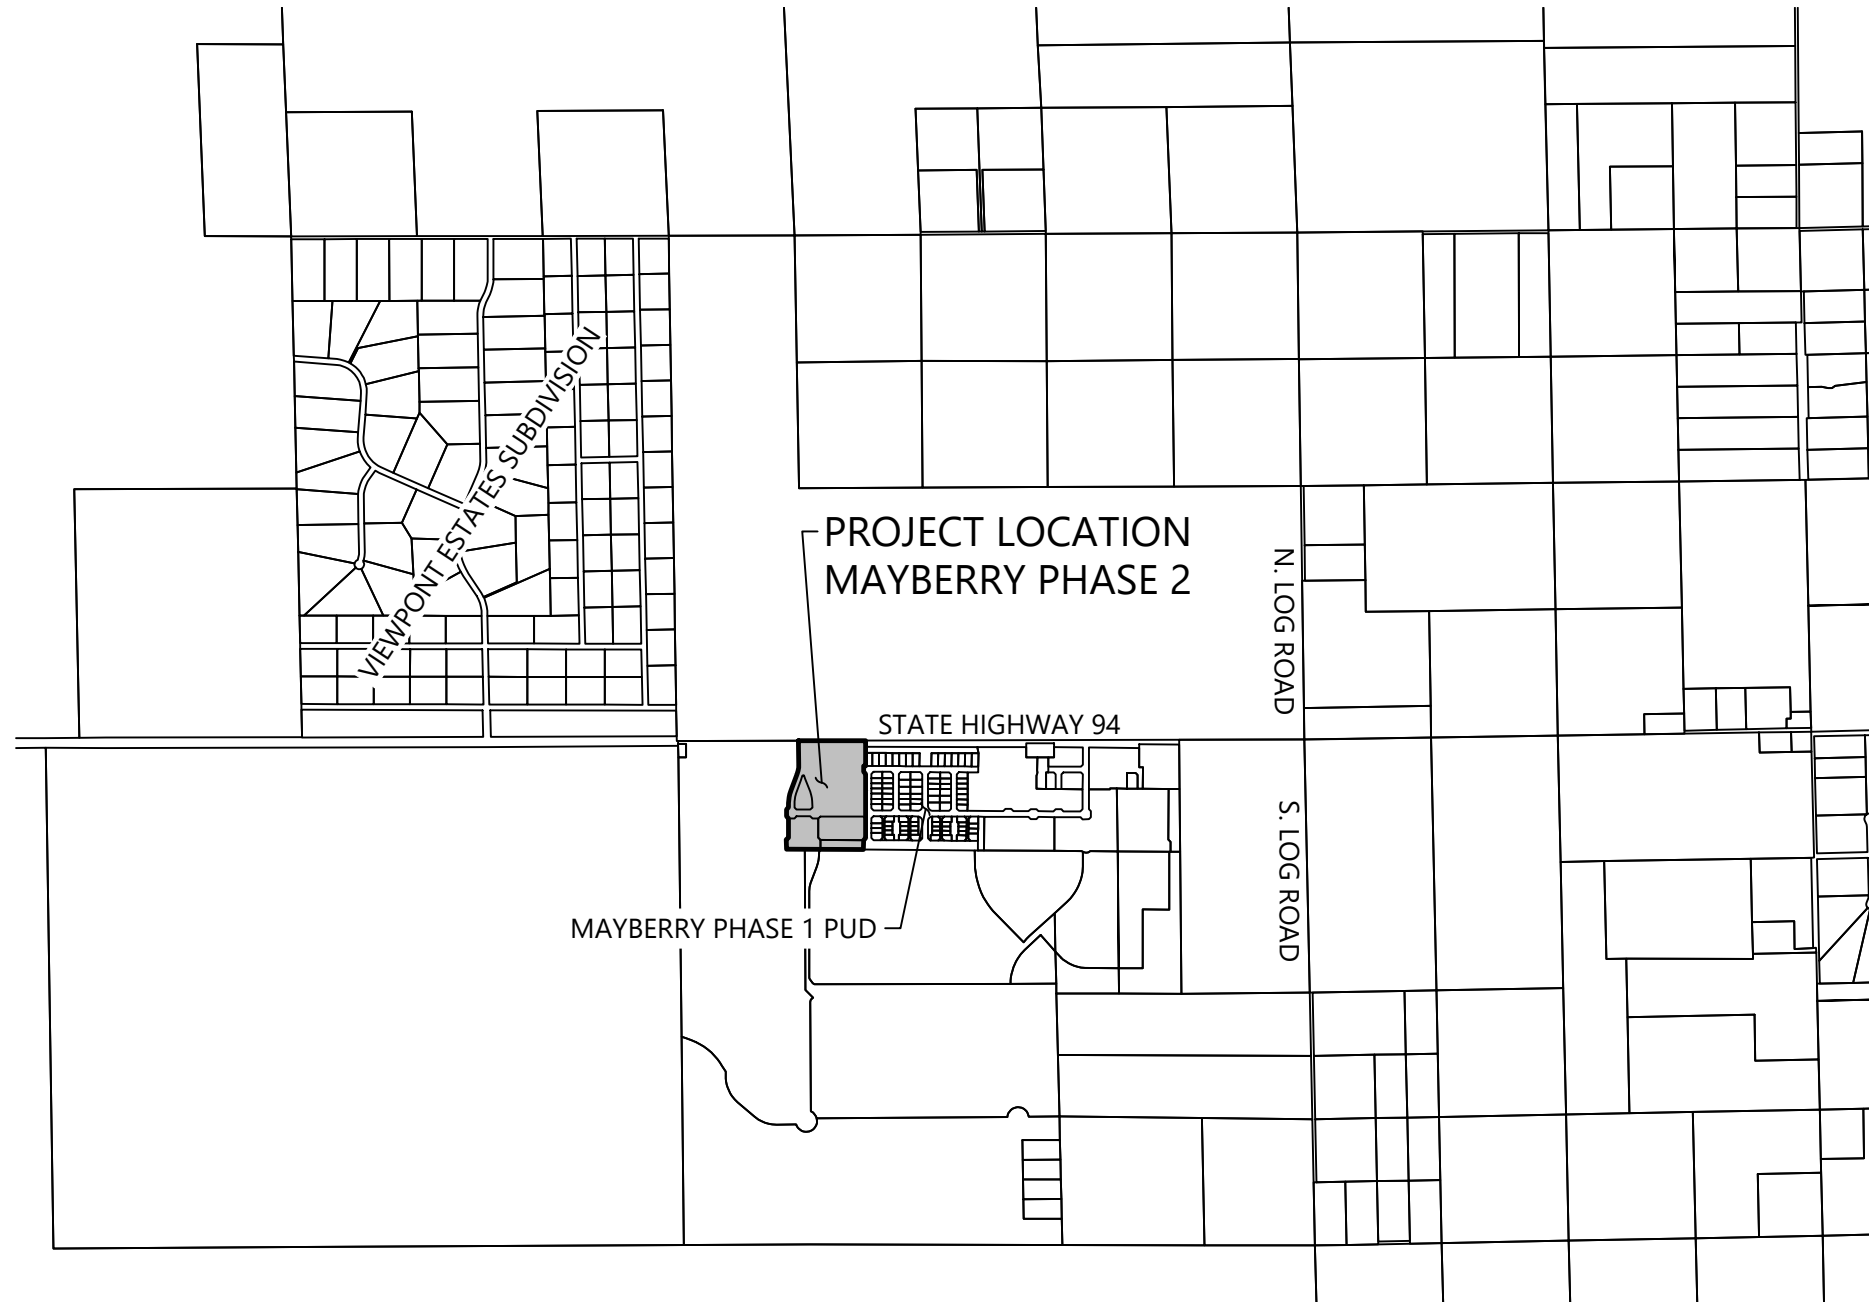 VIEWPONT ESTATES SUBDIVISION
PROJECT LOCATION
MAYBERRY PHASE 2
N. LOG ROAD
STATE HIGHWAY 94
S. LOG ROAD
MAYBERRY PHASE 1 PUD